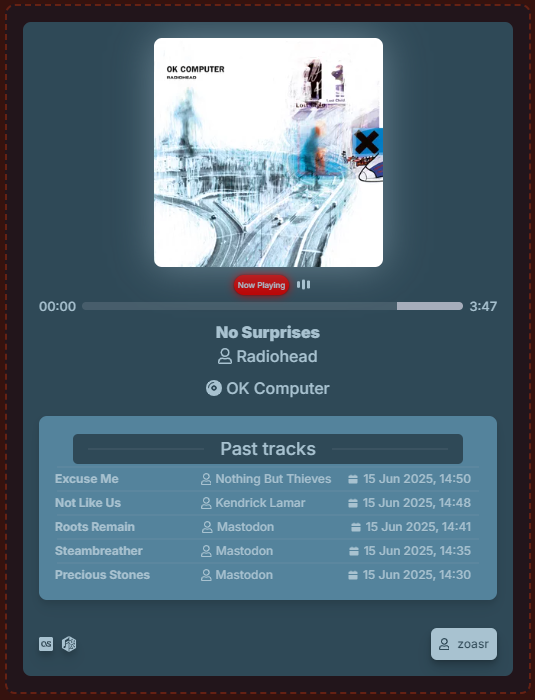 OK COMPUTER
RADIOHEAD
Now Playing
00:00 3:47
No Surprises
Radiohead
OK Computer
Past tracks
Excuse Me Nothing But Thieves 15 Jun 2025, 14:50
Not Like Us Kendrick Lamar 15 Jun 2025, 14:48
Roots Remain Mastodon 15 Jun 2025, 14:41
Steambreather Mastodon 15 Jun 2025, 14:35
Precious Stones Mastodon 15 Jun 2025, 14:30
zoasr